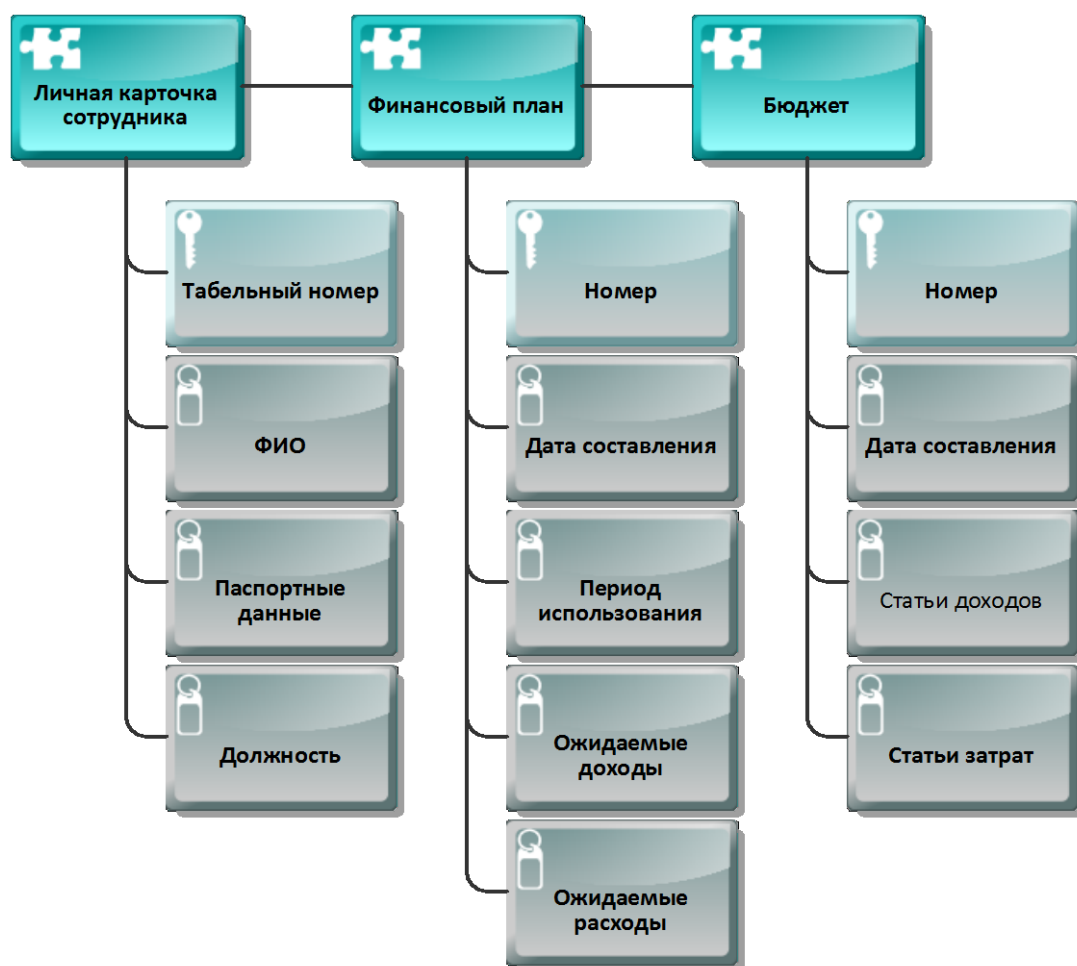 Личная карточка
сотрудника
Финансовый план
Бюджет
Табельный номер
Номер
Номер
ФИО
Дата составления
Дата составления
Паспортные
данные
Период
использования
Статьи доходов
Должность
Ожидаемые
доходы
Статьи затрат
Ожидаемые
расходы